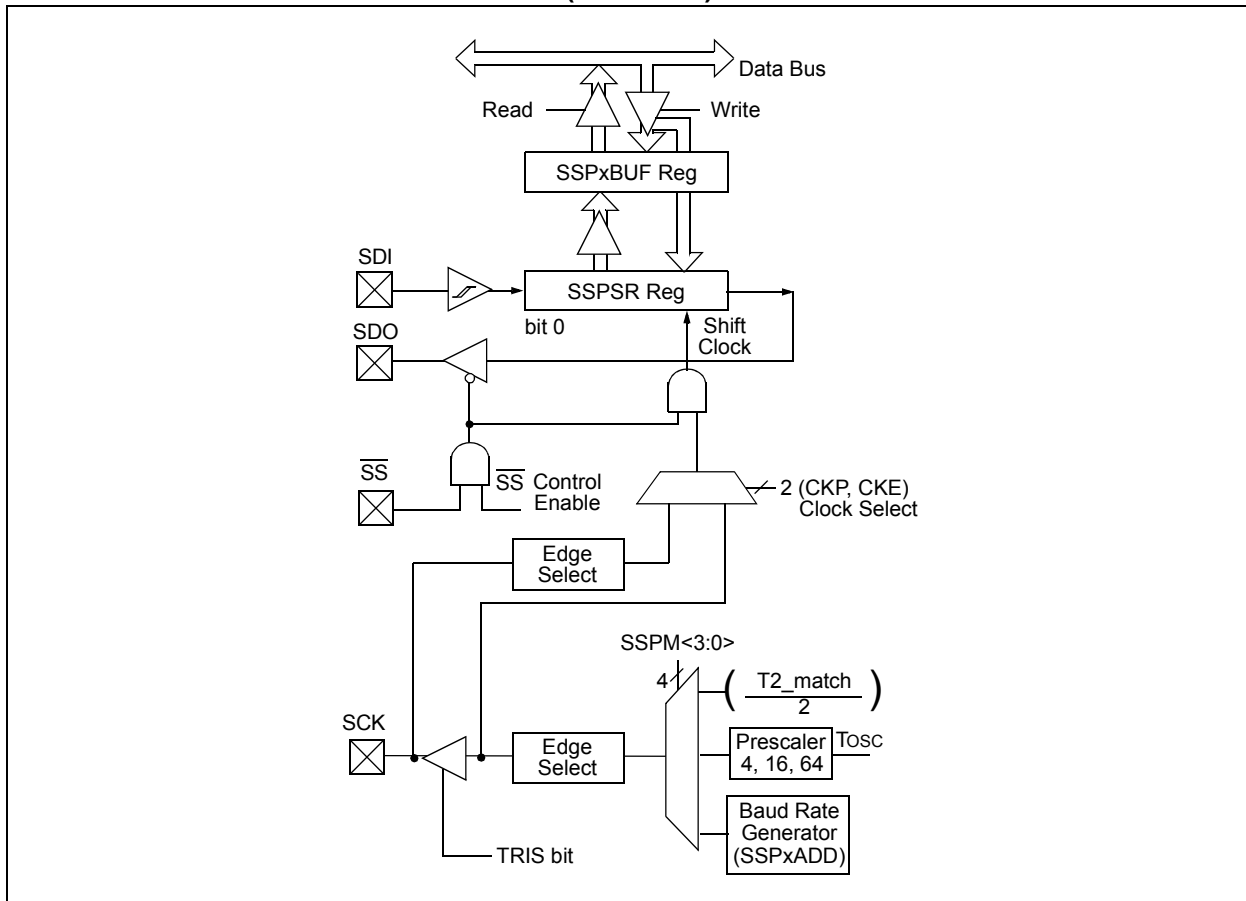 Data Bus
Read
Write
SSPxBUF Reg
SDI
SSPSR Reg
bit 0
Shift
Clock
SDO
SS
SS Control
Enable
2 (CKP, CKE)
Clock Select
Edge
Select
SSPM<3:0>
4
( T2_match
2 )
SCK
Edge
Select
Prescaler
4, 16, 64
TOSC
Baud Rate
Generator
(SSPxADD)
TRIS bit